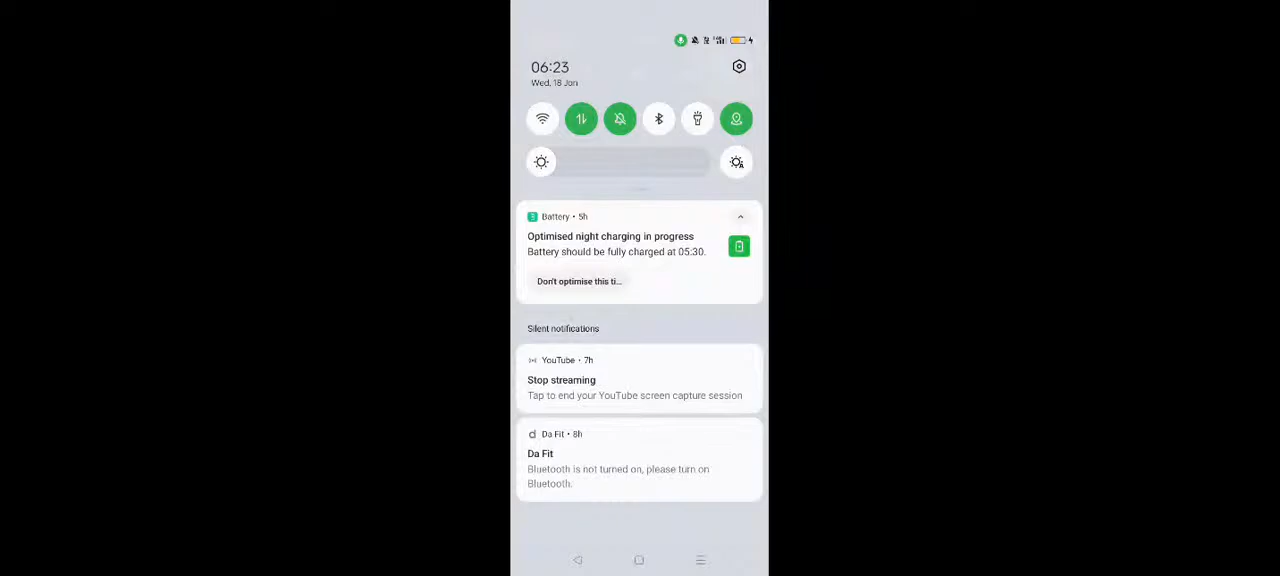 06:23
Wed, 18 Jan
Battery • 5h
Optimised night charging in progress
Battery should be fully charged at 05:30.
Don't optimise this ti...
Silent notifications
YouTube • 7h
Stop streaming
Tap to end your YouTube screen capture session
Da Fit • 8h
Da Fit
Bluetooth is not turned on, please turn on
Bluetooth.